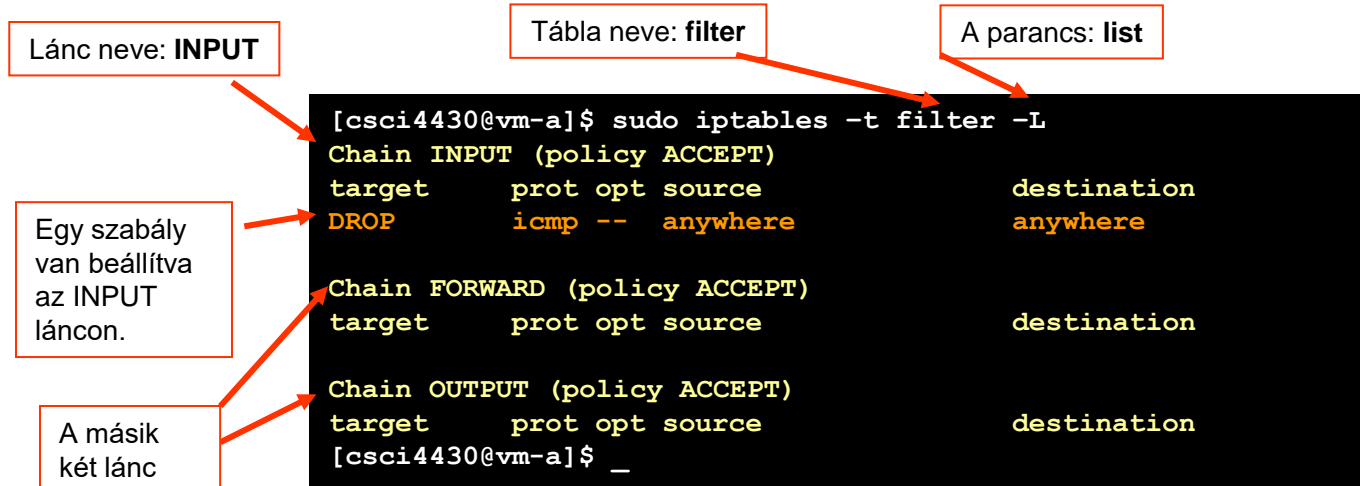 Lánc neve: INPUT
Tábla neve: filter
A parancs: list
[csci4430@vm-a]$ sudo iptables –t filter –L
Chain INPUT (policy ACCEPT)
target prot opt source destination
DROP icmp -- anywhere anywhere
Chain FORWARD (policy ACCEPT)
target prot opt source destination
Chain OUTPUT (policy ACCEPT)
target prot opt source destination
[csci4430@vm-a]$ _
Egy szabály
van beállítva
az INPUT
láncon.
A másik
két lánc